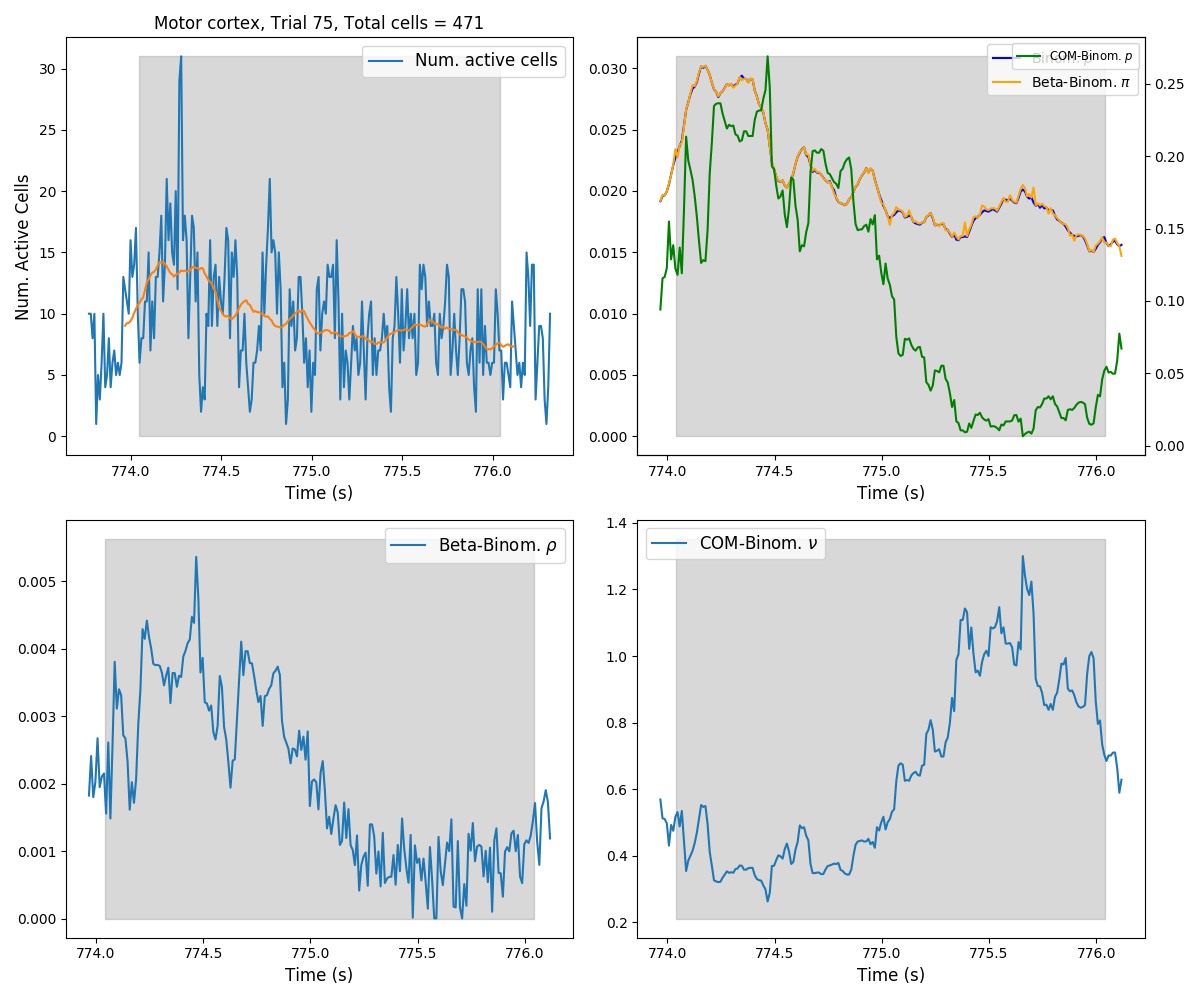 Motor cortex, Trial 75, Total cells = 471
Num. active cells
Num. Active Cells
30
25
20
15
10
5
0
774.0 774.5 775.0 775.5 776.0
Time (s)
COM-Binom. p
Beta-Binom. π
0.030
0.025
0.020
0.015
0.010
0.005
0.000
0.25
0.20
0.15
0.10
0.05
0.00
774.0 774.5 775.0 775.5 776.0
Time (s)
Beta-Binom. ρ
0.005
0.004
0.003
0.002
0.001
0.000
774.0 774.5 775.0 775.5 776.0
Time (s)
COM-Binom. ν
1.4
1.2
1.0
0.8
0.6
0.4
0.2
774.0 774.5 775.0 775.5 776.0
Time (s)